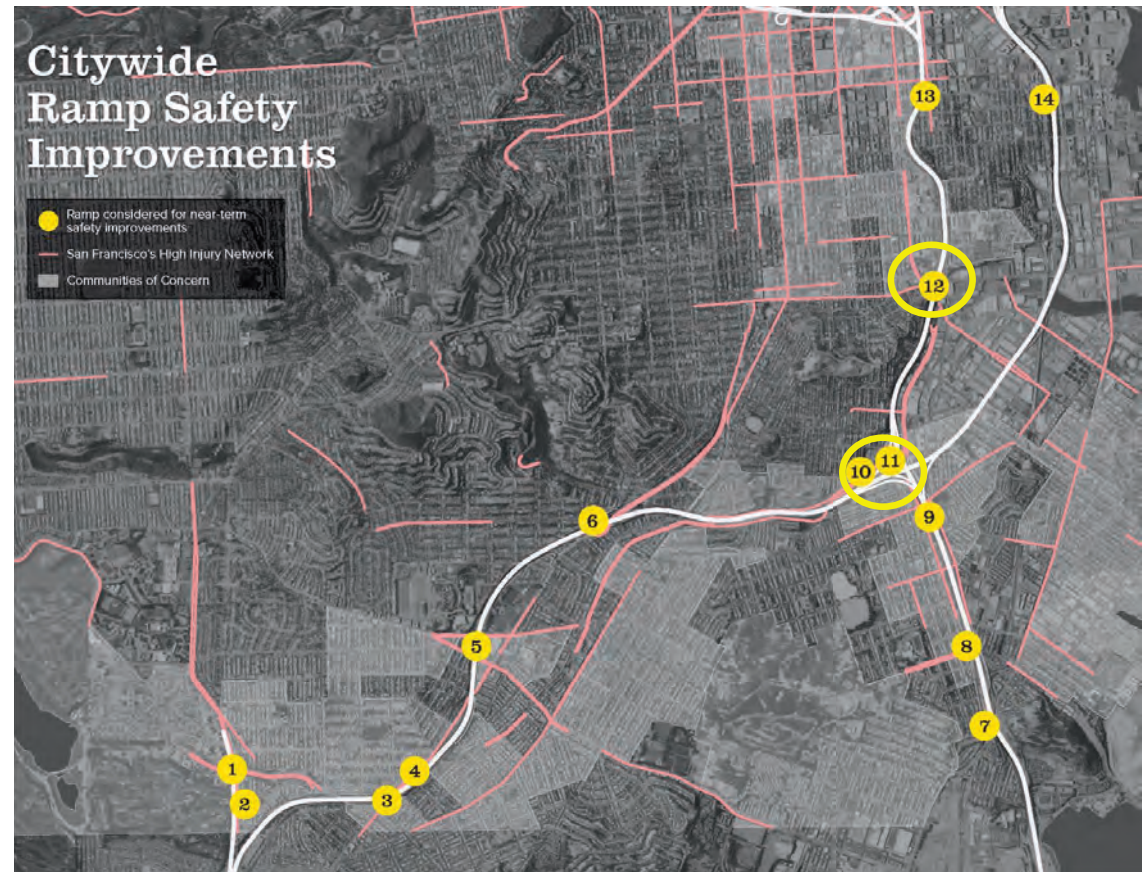 Citywide
Ramp Safety
Improvements
Ramp considered for near-term
safety improvements
San Francisco's High Injury Network
Communities of Concern
13
14
12
11
10
9
6
5
8
7
1
4
3
2